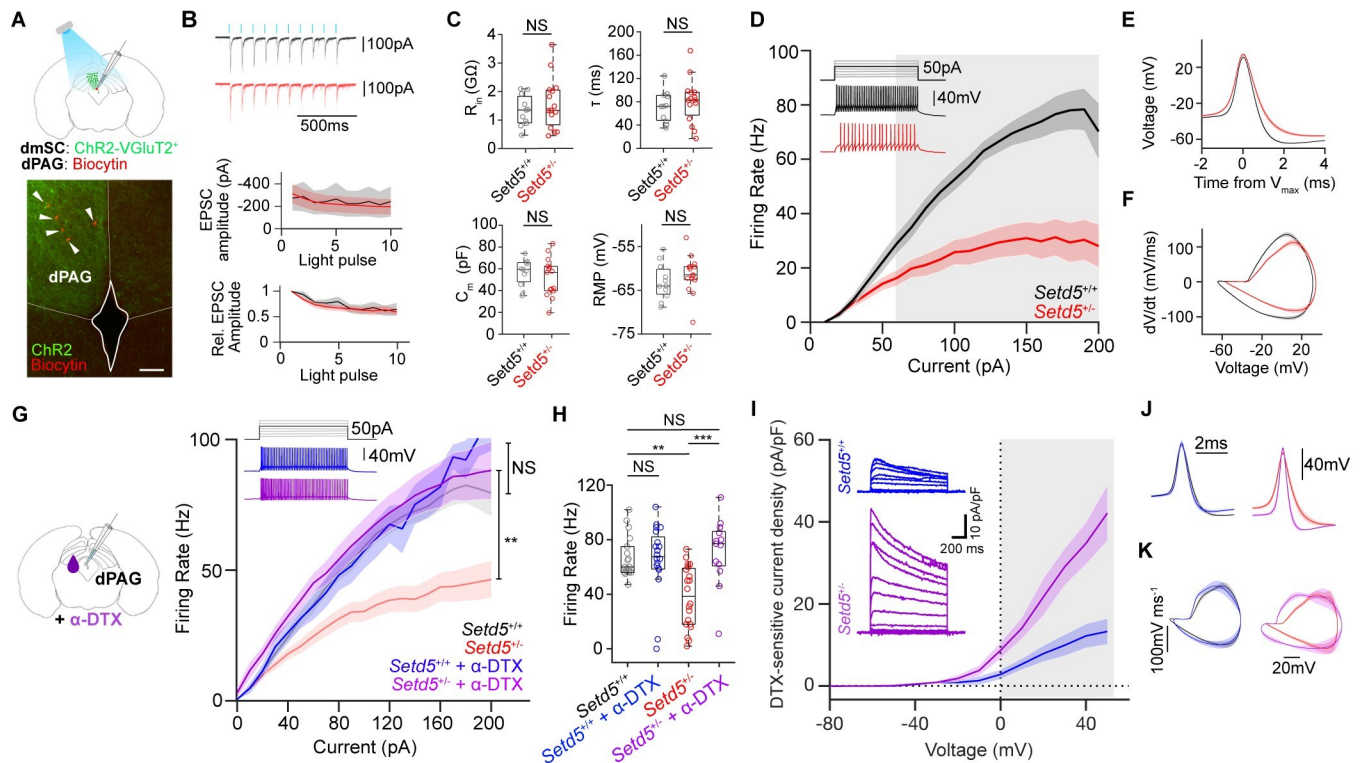 A
dmSC: ChR2-VGluT2⁺
dPAG: Biocytin
dPAG
ChR2
Biocytin
B
100pA
100pA
500ms
EPSC
amplitude (pA)
-400
-200
0
0
5
10
Light pulse
Rel. EPSC
Amplitude
1
0.5
0
0
5
10
Light pulse
C
NS
R_in (GΩ)
4
3
2
1
0
Setd5⁺/⁺
Setd5⁺/⁻
NS
τ (ms)
200
160
120
80
40
0
Setd5⁺/⁺
Setd5⁺/⁻
NS
C_m (pF)
100
80
60
40
20
0
Setd5⁺/⁺
Setd5⁺/⁻
NS
RMP (mV)
-55
-65
-75
Setd5⁺/⁺
Setd5⁺/⁻
D
50pA
40mV
Firing Rate (Hz)
100
80
60
40
20
0
0
50
100
150
200
Current (pA)
Setd5⁺/⁺
Setd5⁺/⁻
E
Voltage (mV)
20
-20
-60
-2
0
2
4
Time from V_max (ms)
F
dV/dt (mV/ms)
100
0
-100
-60
-20
20
Voltage (mV)
G
dPAG
+ α-DTX
50pA
40mV
Firing Rate (Hz)
100
50
0
0
40
80
120
160
200
Current (pA)
NS
**
Setd5⁺/⁺
Setd5⁺/⁻
Setd5⁺/⁺ + α-DTX
Setd5⁺/⁻ + α-DTX
H
NS
** ***
NS
Firing Rate (Hz)
120
80
40
0
Setd5⁺/⁺
Setd5⁺/⁺ + α-DTX
Setd5⁺/⁻
Setd5⁺/⁻ + α-DTX
I
DTX-sensitive current density (pA/pF)
60
40
20
0
Setd5⁺/⁺
Setd5⁺/⁻
10 pA/pF
200 ms
-80
-40
0
40
Voltage (mV)
J
2ms
40mV
K
100mV ms⁻¹
20mV